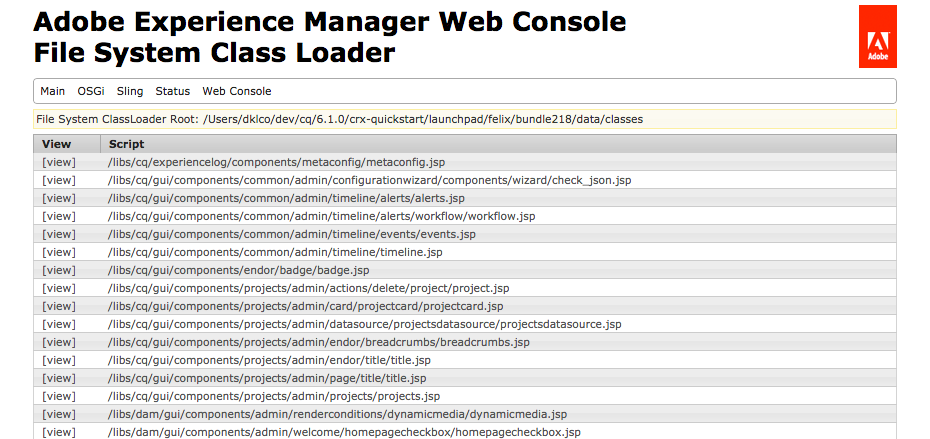 Adobe Experience Manager Web Console
File System Class Loader
Adobe
Main OSGi Sling Status Web Console
File System ClassLoader Root: /Users/dklco/dev/cq/6.1.0/crx-quickstart/launchpad/felix/bundle218/data/classes
View Script
[view] /libs/cq/experiencelog/components/metaconfig/metaconfig.jsp
[view] /libs/cq/gui/components/common/admin/configurationwizard/components/wizard/check_json.jsp
[view] /libs/cq/gui/components/common/admin/timeline/alerts/alerts.jsp
[view] /libs/cq/gui/components/common/admin/timeline/alerts/workflow/workflow.jsp
[view] /libs/cq/gui/components/common/admin/timeline/events/events.jsp
[view] /libs/cq/gui/components/common/admin/timeline/timeline.jsp
[view] /libs/cq/gui/components/endor/badge/badge.jsp
[view] /libs/cq/gui/components/projects/admin/actions/delete/project/project.jsp
[view] /libs/cq/gui/components/projects/admin/card/projectcard/projectcard.jsp
[view] /libs/cq/gui/components/projects/admin/datasource/projectsdatasource/projectsdatasource.jsp
[view] /libs/cq/gui/components/projects/admin/endor/breadcrumbs/breadcrumbs.jsp
[view] /libs/cq/gui/components/projects/admin/endor/title/title.jsp
[view] /libs/cq/gui/components/projects/admin/page/title/title.jsp
[view] /libs/cq/gui/components/projects/admin/projects/projects.jsp
[view] /libs/dam/gui/components/admin/renderconditions/dynamicmedia/dynamicmedia.jsp
[view] /libs/dam/gui/components/admin/welcome/homepagecheckbox/homepagecheckbox.jsp